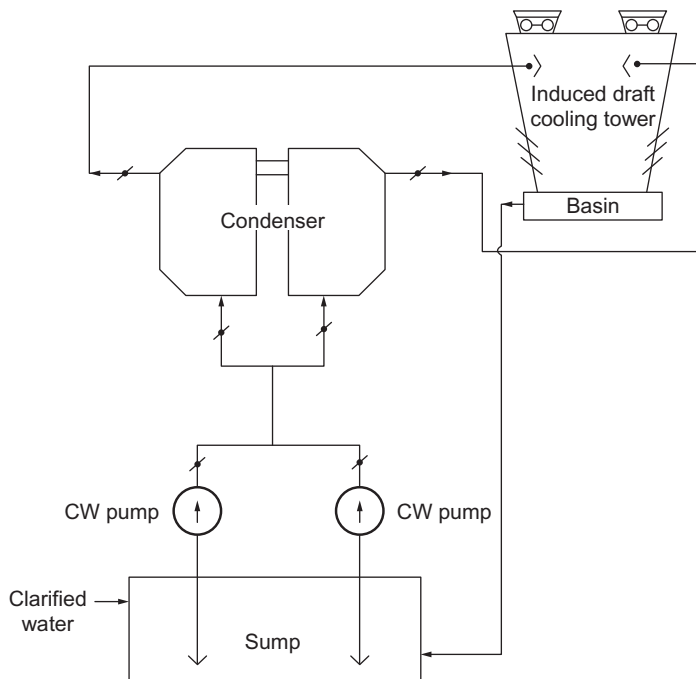 Induced draft
cooling tower
Basin
Condenser
CW pump
CW pump
Clarified
water
Sump